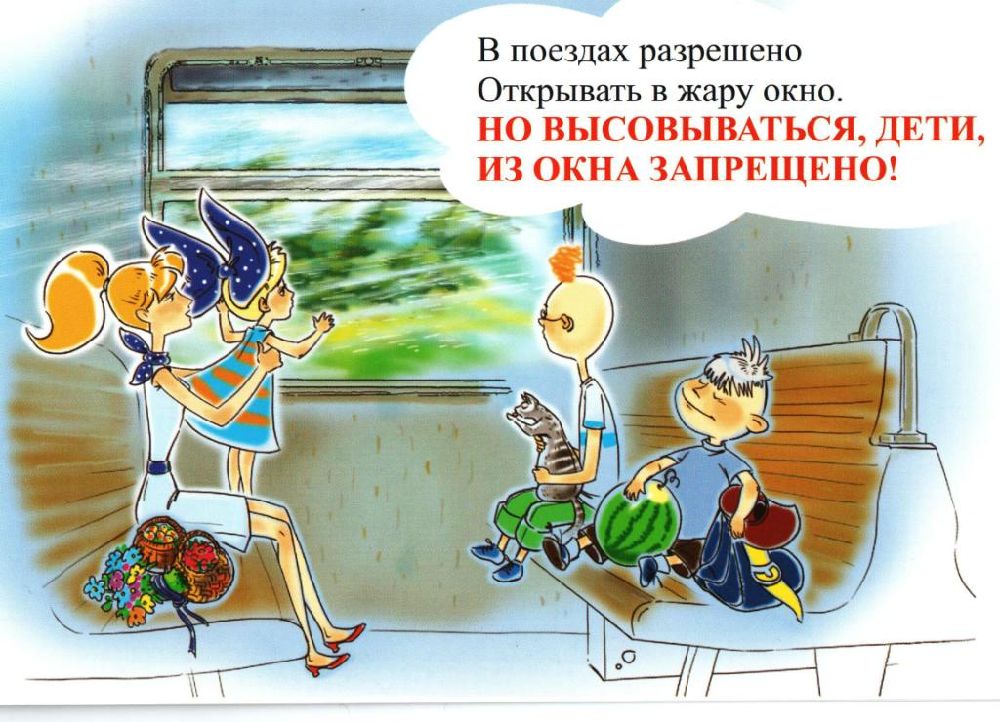 В поездах разрешено
Открывать в жару окно.
НО ВЫСОВЫВАТЬСЯ, ДЕТИ,
ИЗ ОКНА ЗАПРЕЩЕНО!